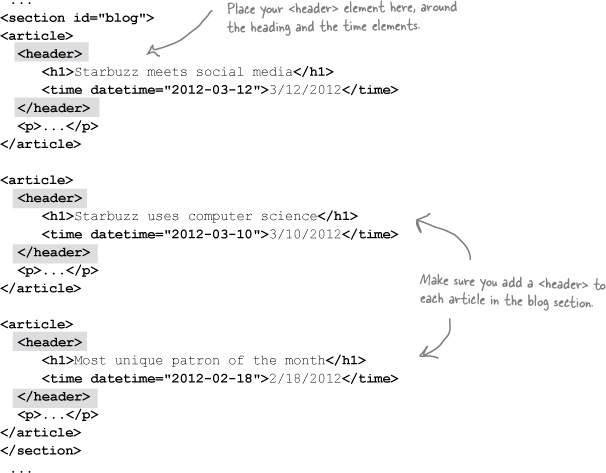 ...
<section id="blog">
<article>
<header>
<h1>Starbuzz meets social media</h1>
<time datetime="2012-03-12">3/12/2012</time>
</header>
<p>...</p>
</article>
Place your <header> element here, around
the heading and the time elements.
<article>
<header>
<h1>Starbuzz uses computer science</h1>
<time datetime="2012-03-10">3/10/2012</time>
</header>
<p>...</p>
</article>
Make sure you add a <header> to
each article in the blog section.
<article>
<header>
<h1>Most unique patron of the month</h1>
<time datetime="2012-02-18">2/18/2012</time>
</header>
<p>...</p>
</article>
</section>
...